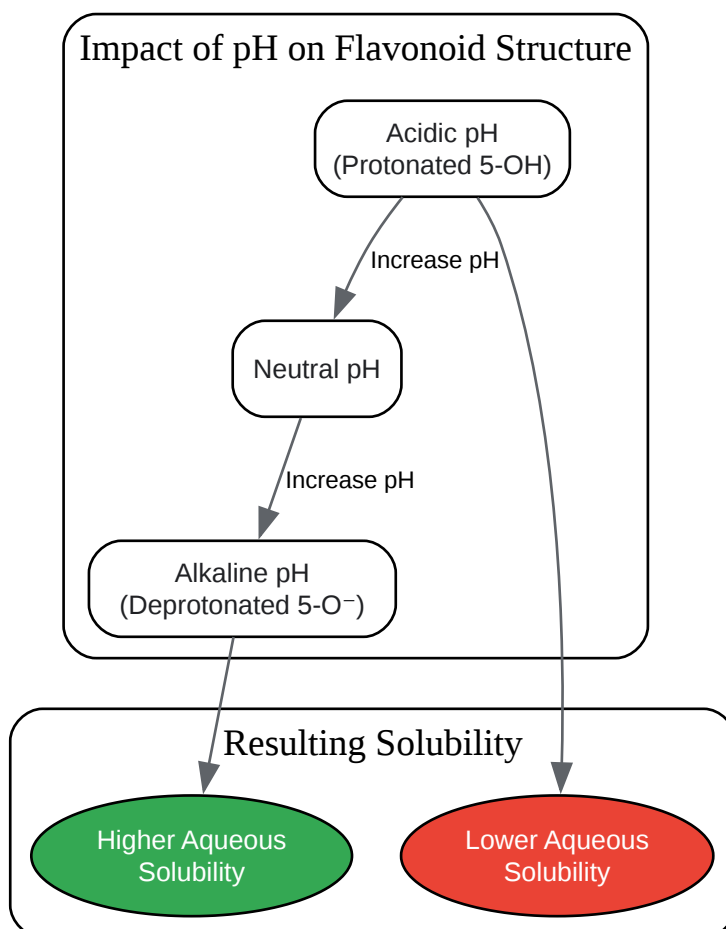 Impact of pH on Flavonoid Structure
Acidic pH
(Protonated 5-OH)
Increase pH
Neutral pH
Increase pH
Alkaline pH
(Deprotonated 5-O⁻)
Resulting Solubility
Higher Aqueous
Solubility
Lower Aqueous
Solubility